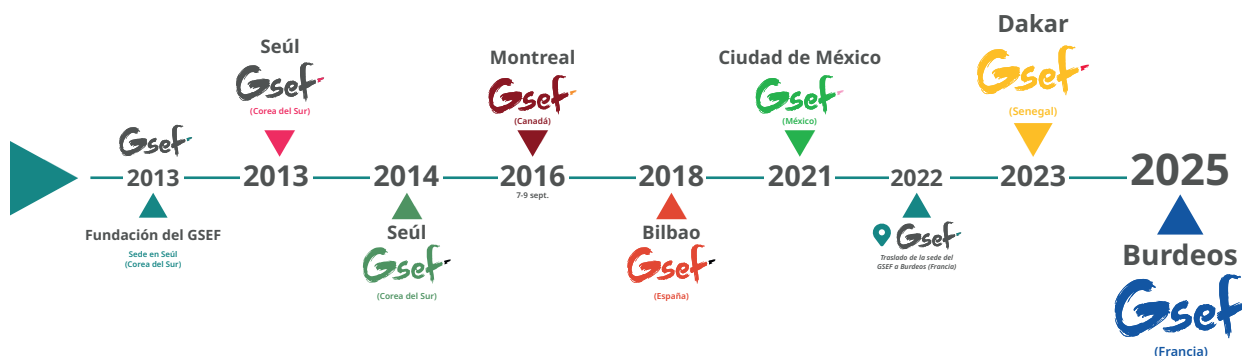 Gsef
2013
Fundación del GSEF
Sede en Seúl
(Corea del Sur)
Seúl
Gsef
(Corea del Sur)
2013
2014
Seúl
Gsef
(Corea del Sur)
Montreal
Gsef
(Canadá)
2016
7-9 sept.
2018
Bilbao
Gsef
(España)
Ciudad de México
Gsef
(México)
2021
2022
Gsef
Traslado de la sede del
GSEF a Burdeos (Francia)
Dakar
Gsef
(Senegal)
2023
2025
Burdeos
Gsef
(Francia)